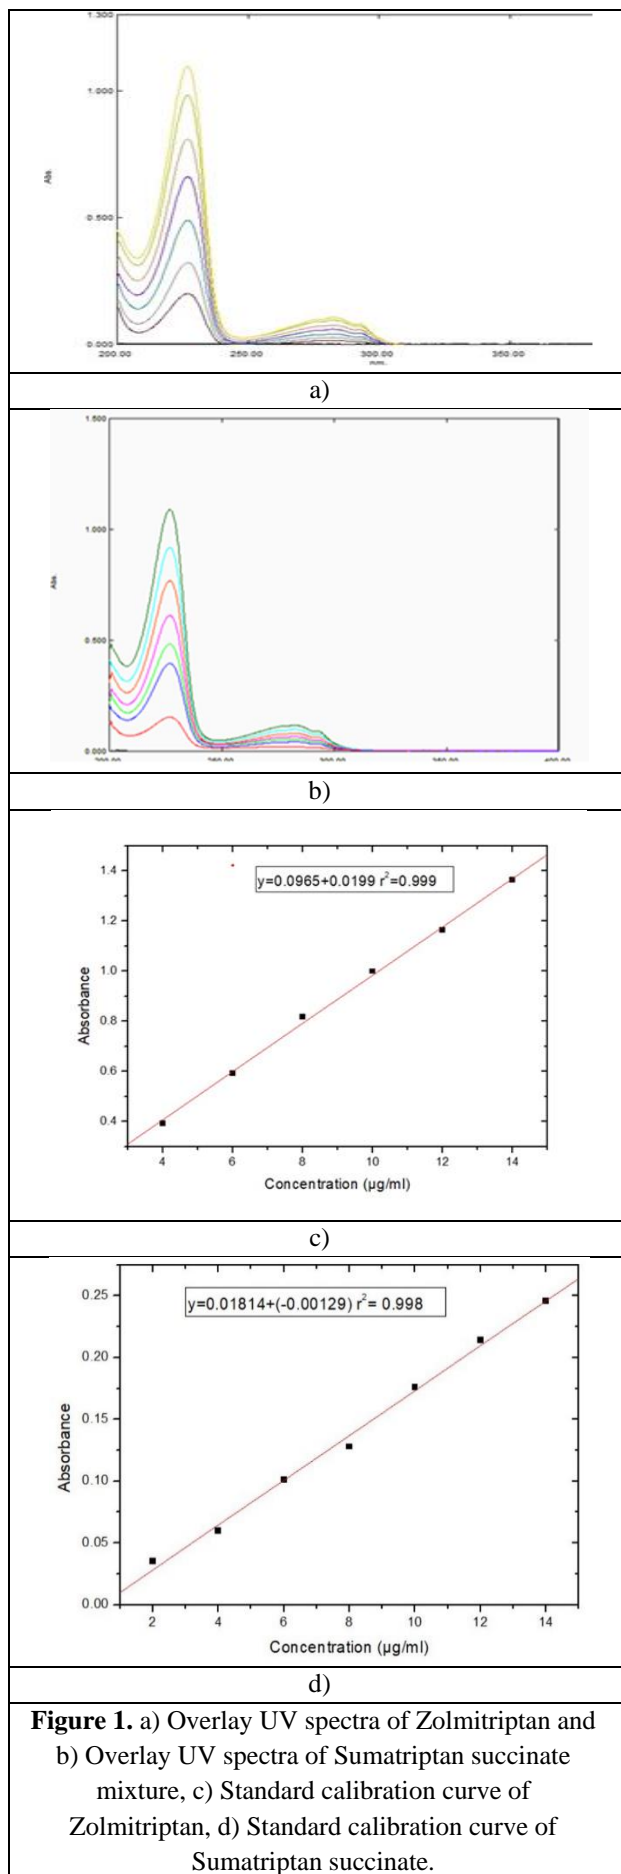 1.300
1.000
Abs.
0.500
0.000
200.00 250.00 300.00 350.00
nm.
a)
1.500
1.000
Abs.
0.500
0.000
b)
y=0.0965+0.0199 r²=0.999
1.4
1.2
1.0
0.8
0.6
0.4
Absorbance
4 6 8 10 12 14
Concentration (µg/ml)
c)
y=0.01814+(-0.00129) r²= 0.998
0.25
0.20
0.15
0.10
0.05
0.00
Absorbance
2 4 6 8 10 12 14
Concentration (µg/ml)
d)
Figure 1. a) Overlay UV spectra of Zolmitriptan and
b) Overlay UV spectra of Sumatriptan succinate
mixture, c) Standard calibration curve of
Zolmitriptan, d) Standard calibration curve of
Sumatriptan succinate.